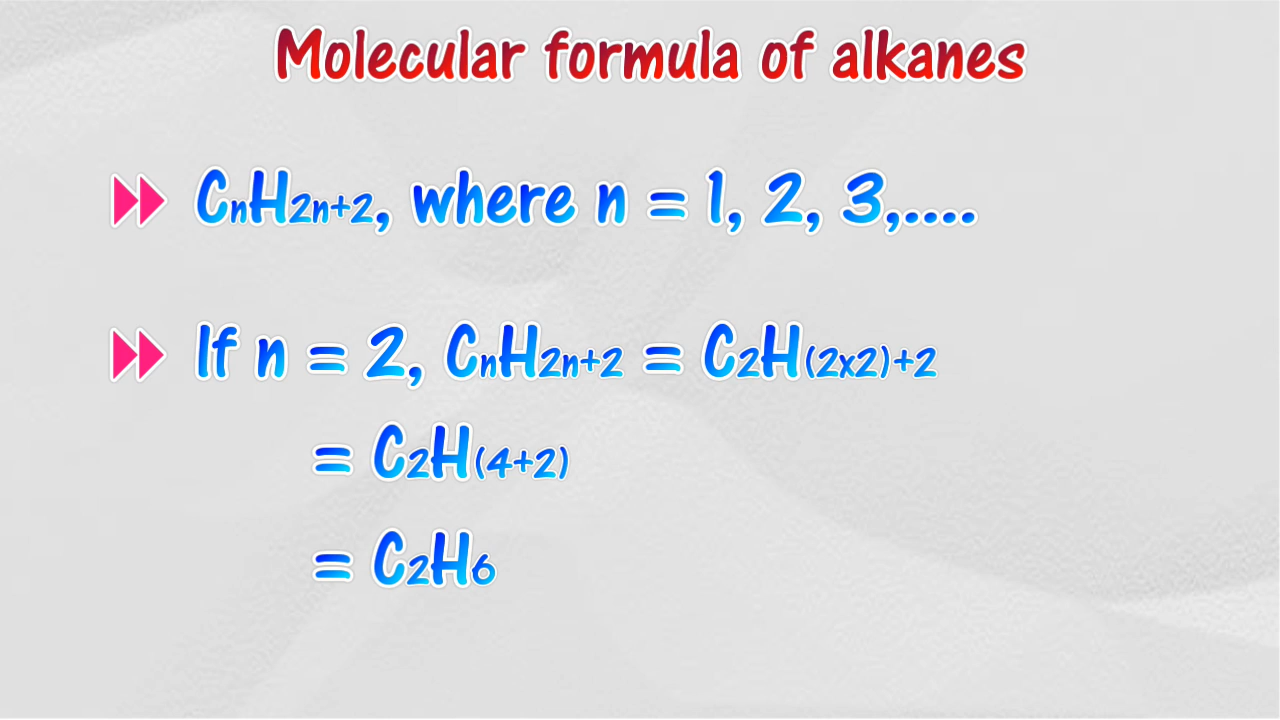 Molecular formula of alkanes
CnH2n+2, where n = 1, 2, 3,....
If n = 2, CnH2n+2 = C2H(2x2)+2
= C2H(4+2)
= C2H6